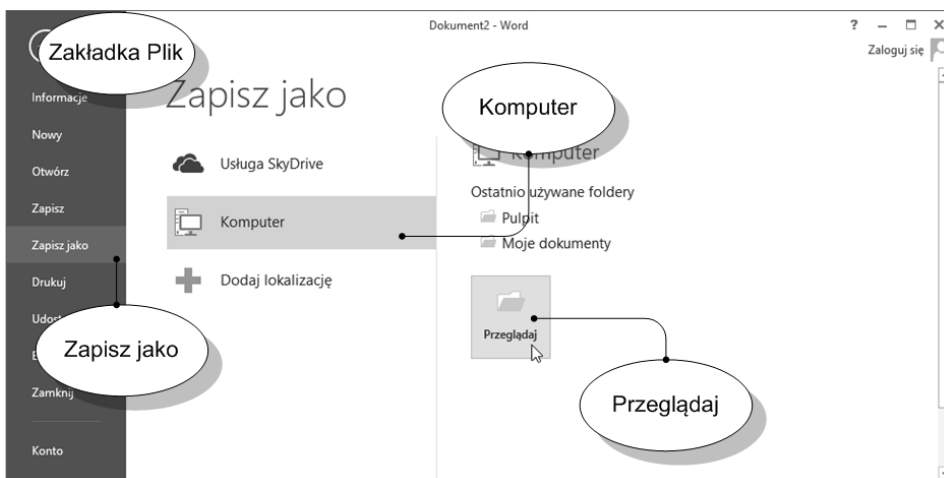 Dokument2 - Word
?
Zaloguj się
Zakładka Plik
Informacje
Nowy
Otwórz
Zapisz
Zapisz jako
Drukuj
Zapisz jako
Zamknij
Konto
Zapisz jako
Usługa SkyDrive
Komputer
Dodaj lokalizację
Komputer
Komputer
Ostatnio używane foldery
Pulpit
Moje dokumenty
Przeglądaj
Przeglądaj